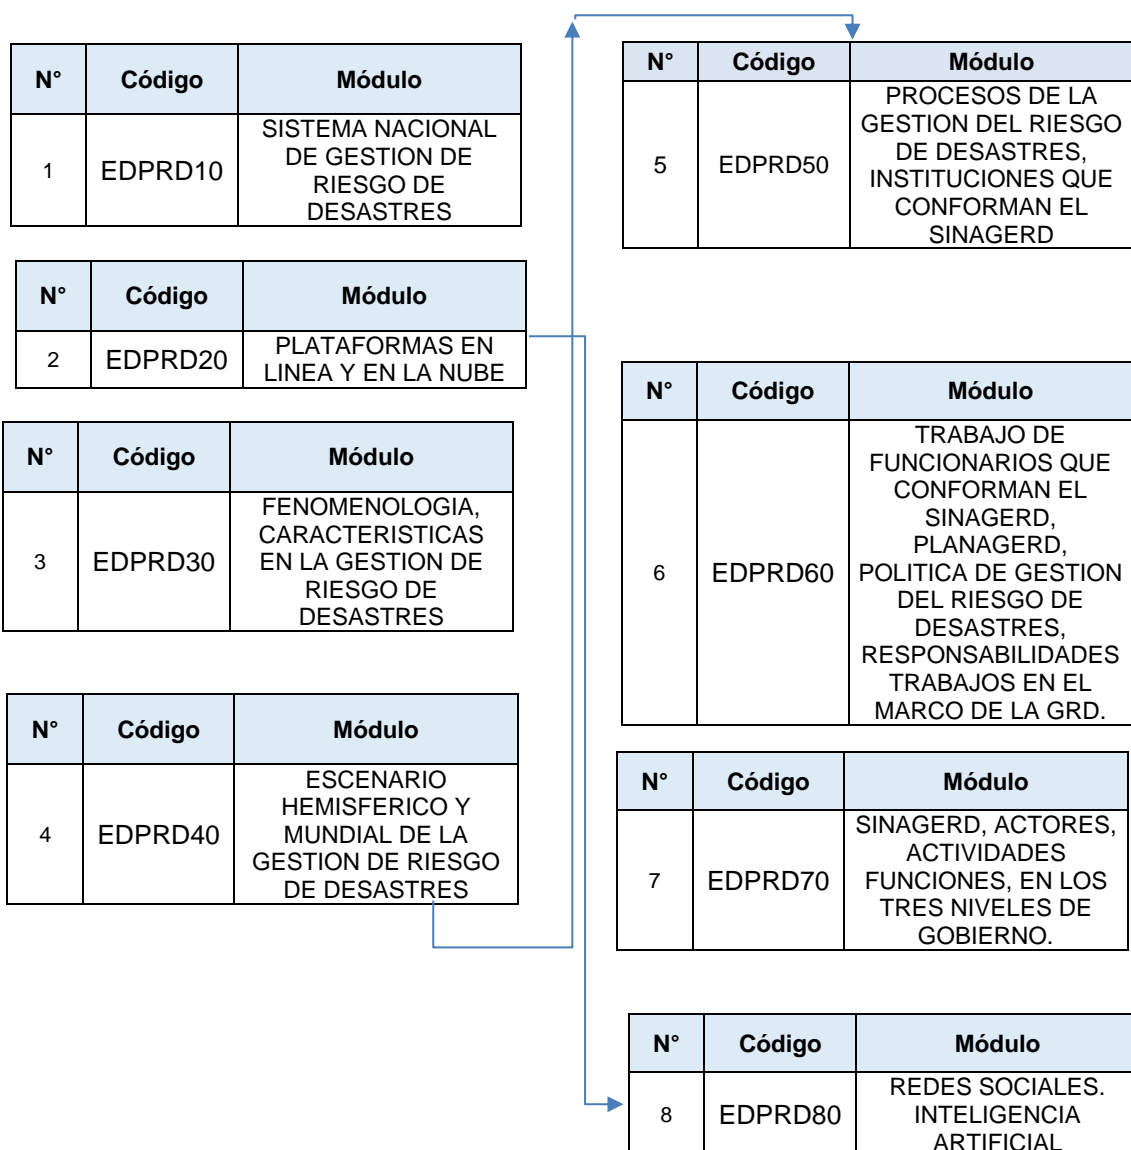 N° Código Módulo
1 EDPRD10 SISTEMA NACIONAL
DE GESTION DE
RIESGO DE
DESASTRES
N° Código Módulo
2 EDPRD20 PLATAFORMAS EN
LINEA Y EN LA NUBE
N° Código Módulo
3 EDPRD30 FENOMENOLOGIA,
CARACTERISTICAS
EN LA GESTION DE
RIESGO DE
DESASTRES
N° Código Módulo
4 EDPRD40 ESCENARIO
HEMISFERICO Y
MUNDIAL DE LA
GESTION DE RIESGO
DE DESASTRES
N° Código Módulo
5 EDPRD50 PROCESOS DE LA
GESTION DEL RIESGO
DE DESASTRES,
INSTITUCIONES QUE
CONFORMAN EL
SINAGERD
N° Código Módulo
6 EDPRD60 TRABAJO DE
FUNCIONARIOS QUE
CONFORMAN EL
SINAGERD,
PLANAGERD,
POLITICA DE GESTION
DEL RIESGO DE
DESASTRES,
RESPONSABILIDADES
TRABAJOS EN EL
MARCO DE LA GRD.
N° Código Módulo
7 EDPRD70 SINAGERD, ACTORES,
ACTIVIDADES
FUNCIONES, EN LOS
TRES NIVELES DE
GOBIERNO.
N° Código Módulo
8 EDPRD80 REDES SOCIALES.
INTELIGENCIA
ARTIFICIAL